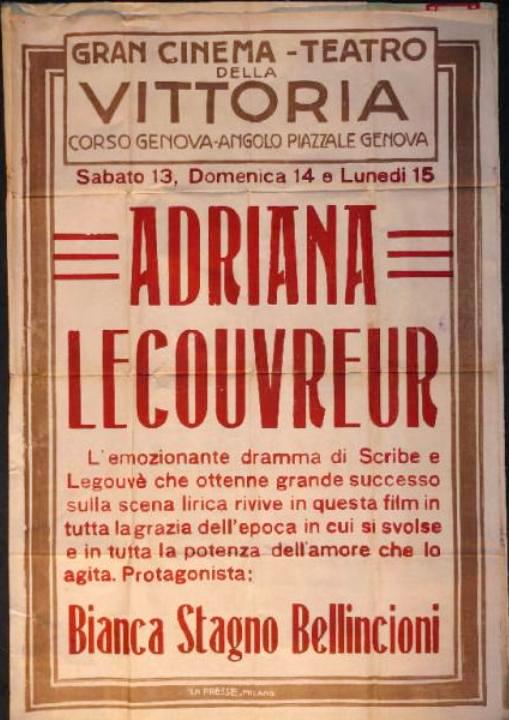 GRAN CINEMA - TEATRO
DELLA
VITTORIA
CORSO GENOVA-ANGOLO PIAZZALE GENOVA
Sabato 13, Domenica 14 e Lunedi 15
ADRIANA
LECOUVREUR
L'emozionante dramma di Scribe e
Legouvè che ottenne grande successo
sulla scena lirica rivive in questa film in
tutta la grazia dell'epoca in cui si svolse
e in tutta la potenza dell'amore che lo
agita. Protagonista:
Bianca Stagno Bellincioni
"LA PRESSE" MILANO